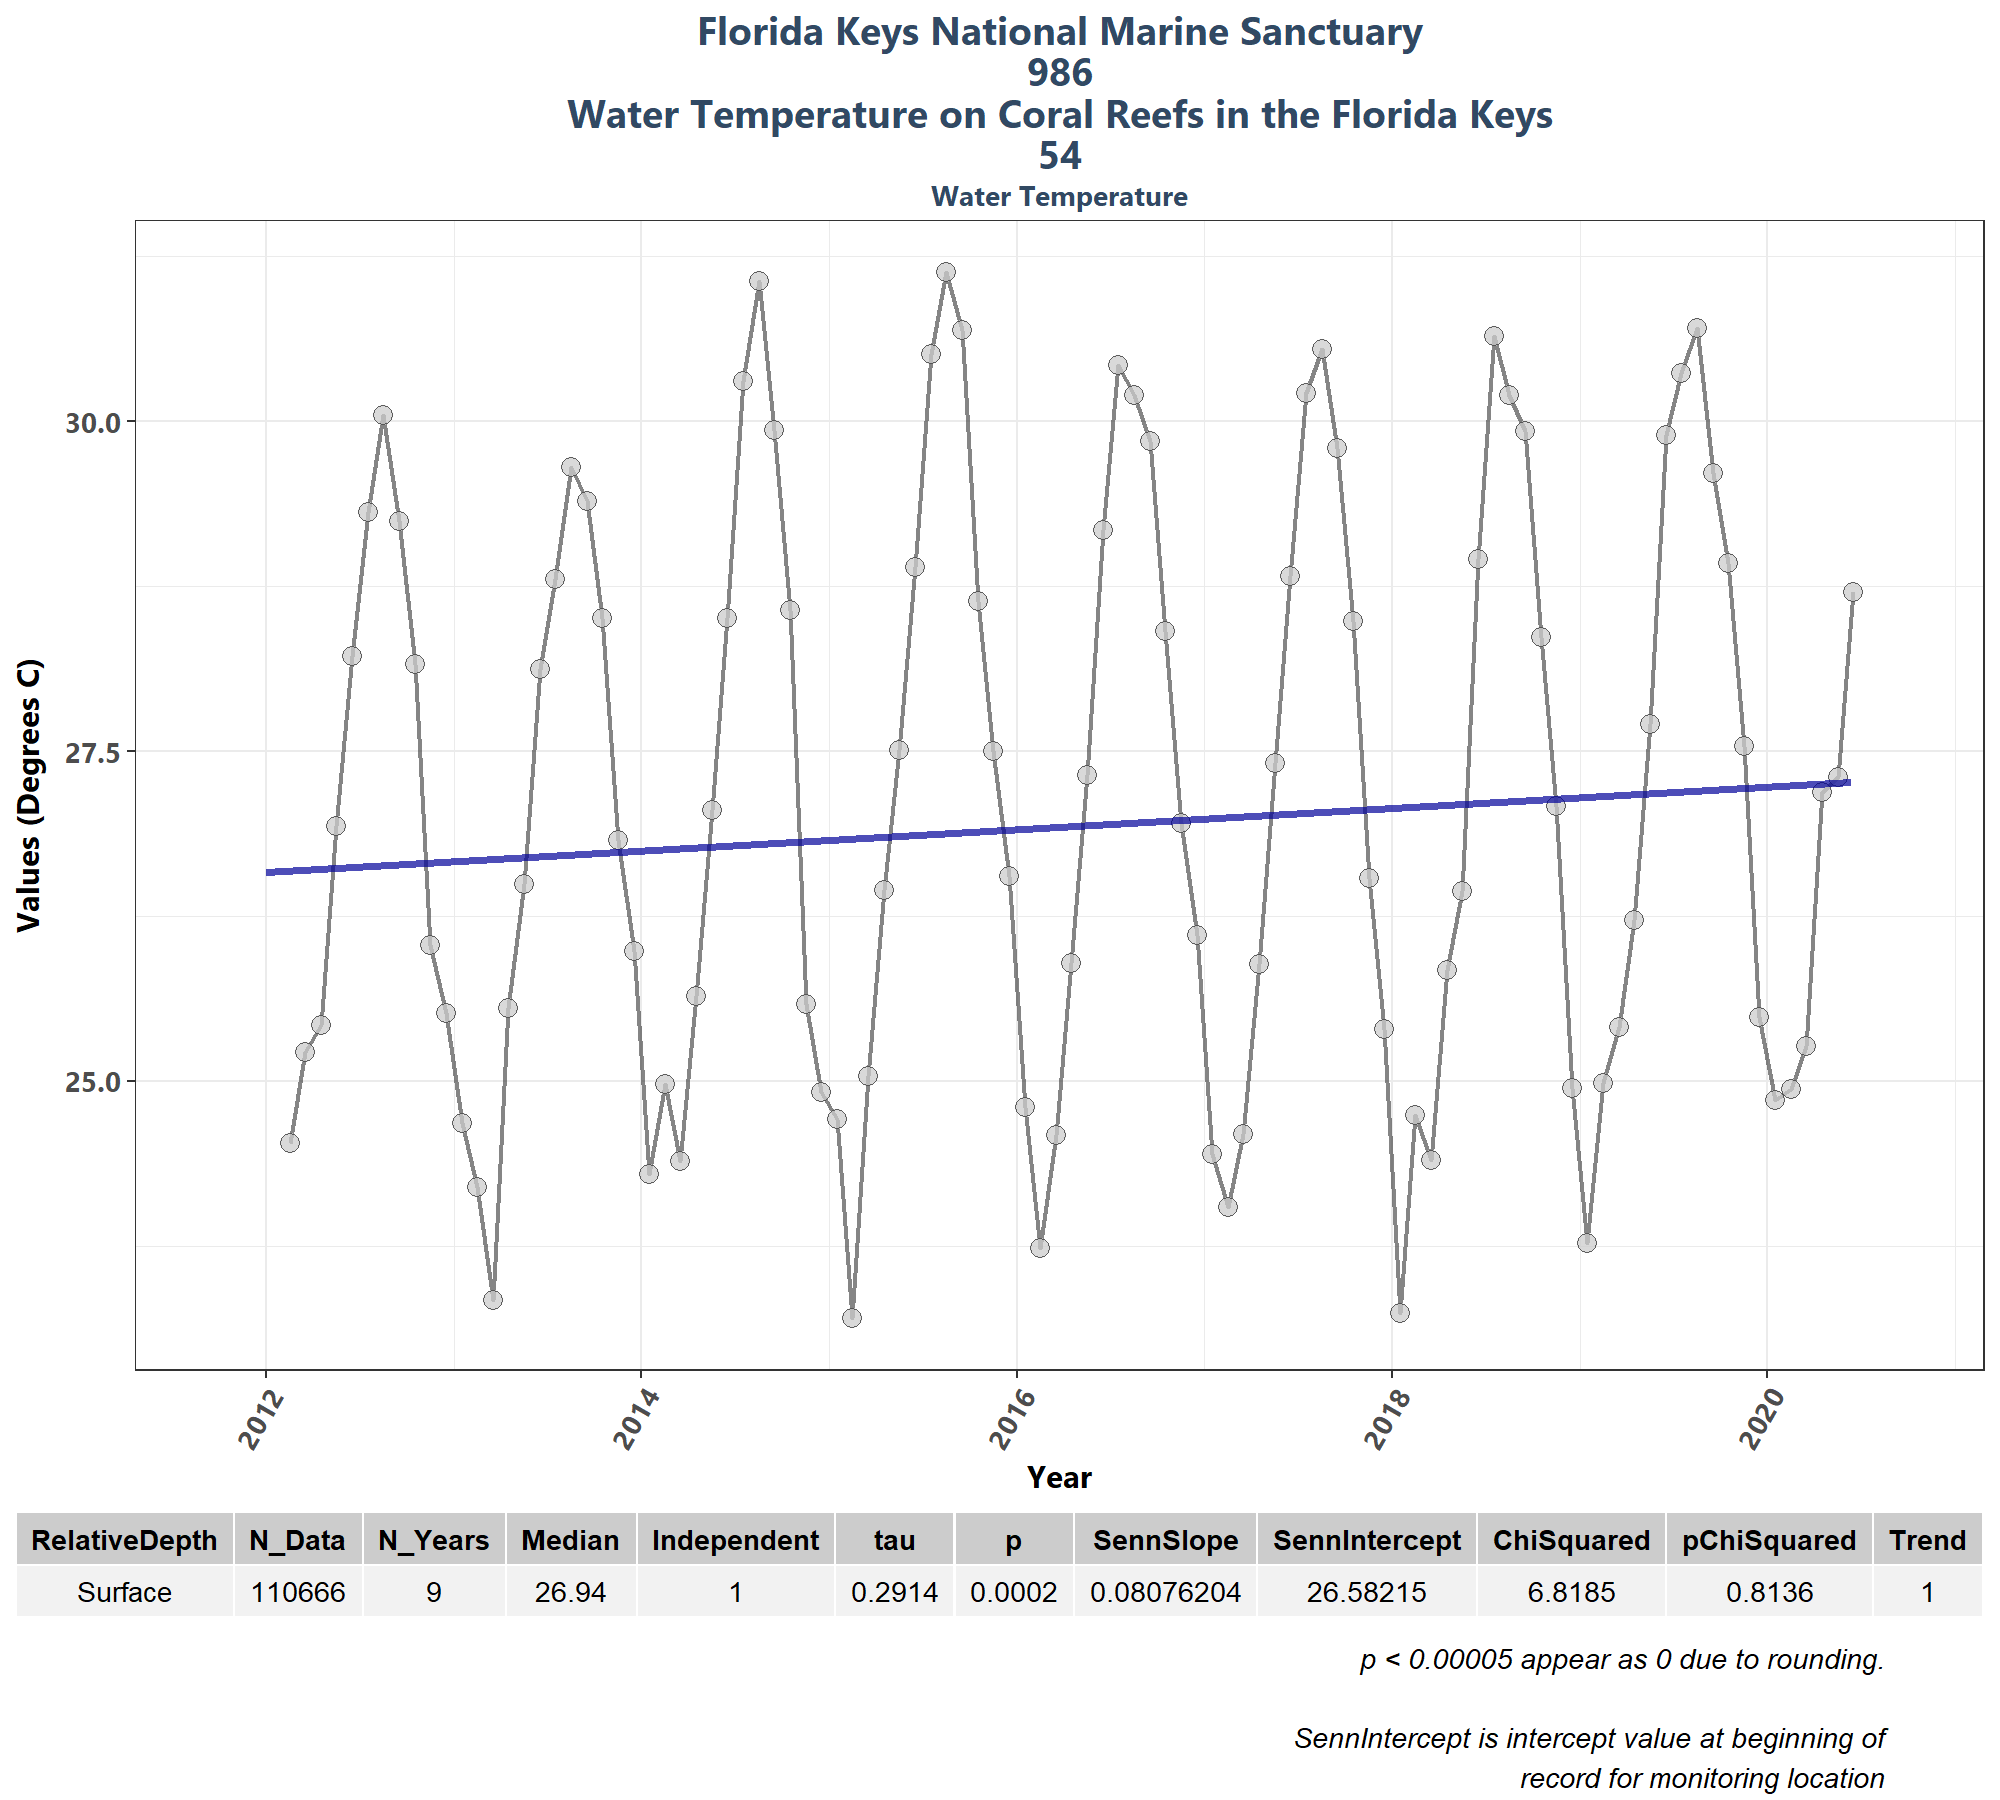 Florida Keys National Marine Sanctuary
986
Water Temperature on Coral Reefs in the Florida Keys
54
Water Temperature
Values (Degrees C)
30.0
27.5
25.0
2012 2014 2016 2018 2020
Year
RelativeDepth N_Data N_Years Median Independent tau p SennSlope SennIntercept ChiSquared pChiSquared Trend
Surface 110666 9 26.94 1 0.2914 0.0002 0.08076204 26.58215 6.8185 0.8136 1
p < 0.00005 appear as 0 due to rounding.
SennIntercept is intercept value at beginning of
record for monitoring location